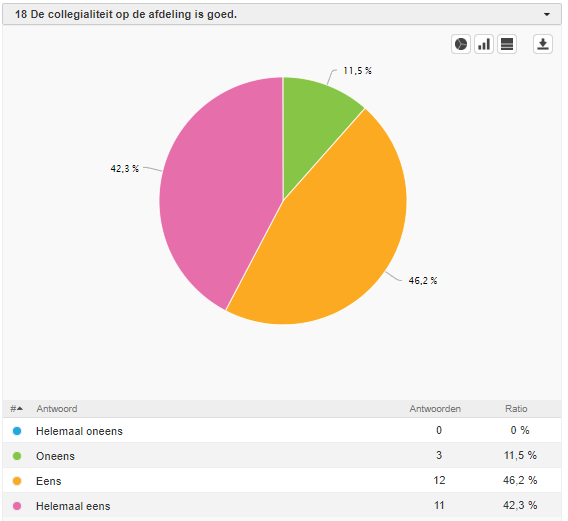 18 De collegialiteit op de afdeling is goed.
11,5 %
42,3 %
46,2 %
# Antwoord Antwoorden Ratio
Helemaal oneens 0 0 %
Oneens 3 11,5 %
Eens 12 46,2 %
Helemaal eens 11 42,3 %